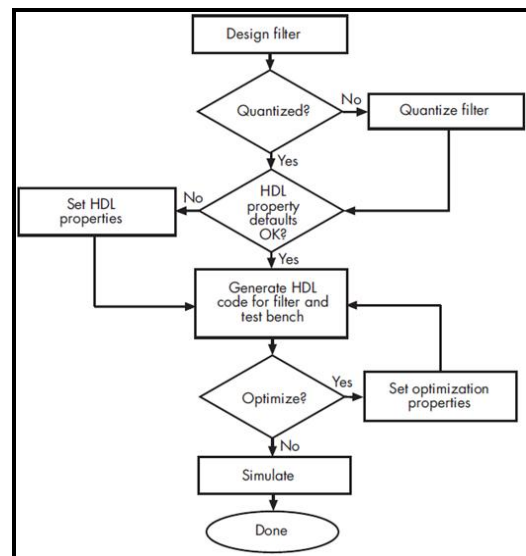 Design filter
Quantized?
No
Quantize filter
Yes
HDL
property
defaults
OK?
No
Set HDL
properties
Yes
Generate HDL
code for filter and
test bench
Optimize?
Yes
Set optimization
properties
No
Simulate
Done